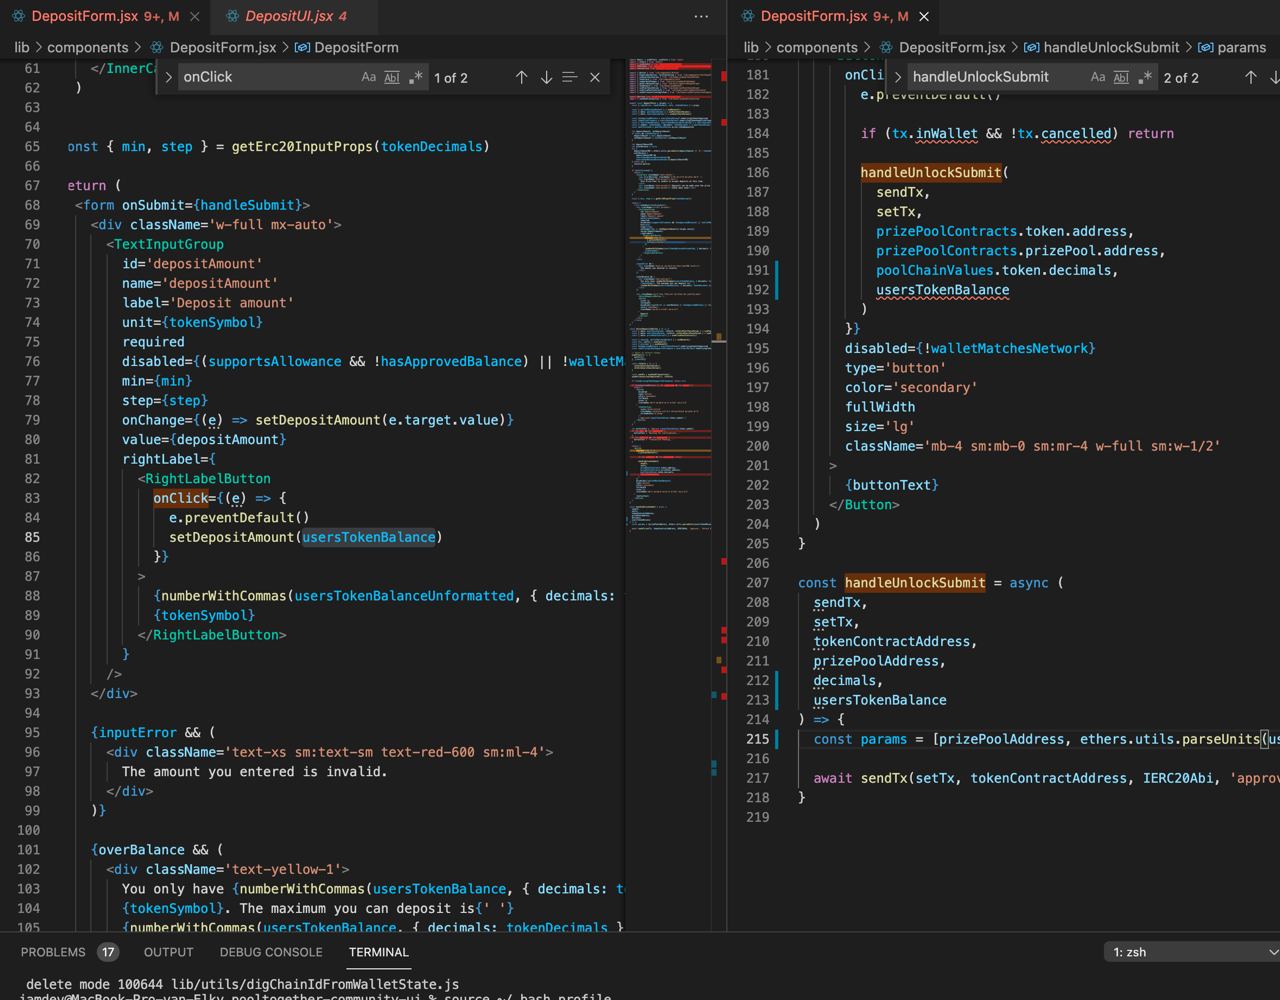 DepositForm.jsx 9+, M
DepositUI.jsx 4
lib > components > DepositForm.jsx > DepositForm
onClick
1 of 2
61 </InnerCa
62 )
63
64
65 onst { min, step } = getErc20InputProps(tokenDecimals)
66
67 eturn (
68 <form onSubmit={handleSubmit}>
69 <div className='w-full mx-auto'>
70 <TextInputGroup
71 id='depositAmount'
72 name='depositAmount'
73 label='Deposit amount'
74 unit={tokenSymbol}
75 required
76 disabled={(supportsAllowance && !hasApprovedBalance) || !walletMa
77 min={min}
78 step={step}
79 onChange={(e) => setDepositAmount(e.target.value)}
80 value={depositAmount}
81 rightLabel={
82 <RightLabelButton
83 onClick={(e) => {
84 e.preventDefault()
85 setDepositAmount(usersTokenBalance)
86 }}
87 >
88 {numberWithCommas(usersTokenBalanceUnformatted, { decimals:
89 {tokenSymbol}
90 </RightLabelButton>
91 }
92 />
93 </div>
94
95 {inputError && (
96 <div className='text-xs sm:text-sm text-red-600 sm:ml-4'>
97 The amount you entered is invalid.
98 </div>
99 )}
100
101 {overBalance && (
102 <div className='text-yellow-1'>
103 You only have {numberWithCommas(usersTokenBalance, { decimals: t
104 {tokenSymbol}. The maximum you can deposit is{' '}
105 {numberWithCommas(usersTokenBalance, { decimals: tokenDecimals }
DepositForm.jsx 9+, M
lib > components > DepositForm.jsx > handleUnlockSubmit > params
handleUnlockSubmit
2 of 2
181 onCli
182 e.preventDefault()
183
184 if (tx.inWallet && !tx.cancelled) return
185
186 handleUnlockSubmit(
187 sendTx,
188 setTx,
189 prizePoolContracts.token.address,
190 prizePoolContracts.prizePool.address,
191 poolChainValues.token.decimals,
192 usersTokenBalance
193 )
194 }}
195 disabled={!walletMatchesNetwork}
196 type='button'
197 color='secondary'
198 fullWidth
199 size='lg'
200 className='mb-4 sm:mb-0 sm:mr-4 w-full sm:w-1/2'
201 >
202 {buttonText}
203 </Button>
204 )
205 }
206
207 const handleUnlockSubmit = async (
208 sendTx,
209 setTx,
210 tokenContractAddress,
211 prizePoolAddress,
212 decimals,
213 usersTokenBalance
214 ) => {
215 const params = [prizePoolAddress, ethers.utils.parseUnits(us
216
217 await sendTx(setTx, tokenContractAddress, IERC20Abi, 'approv
218 }
219
PROBLEMS 17 OUTPUT DEBUG CONSOLE TERMINAL
1: zsh
delete mode 100644 lib/utils/digChainIdFromWalletState.js
iamdev@MacBook-Pro-van-Elky pooltogether-community-ui % source ~/.bash_profile